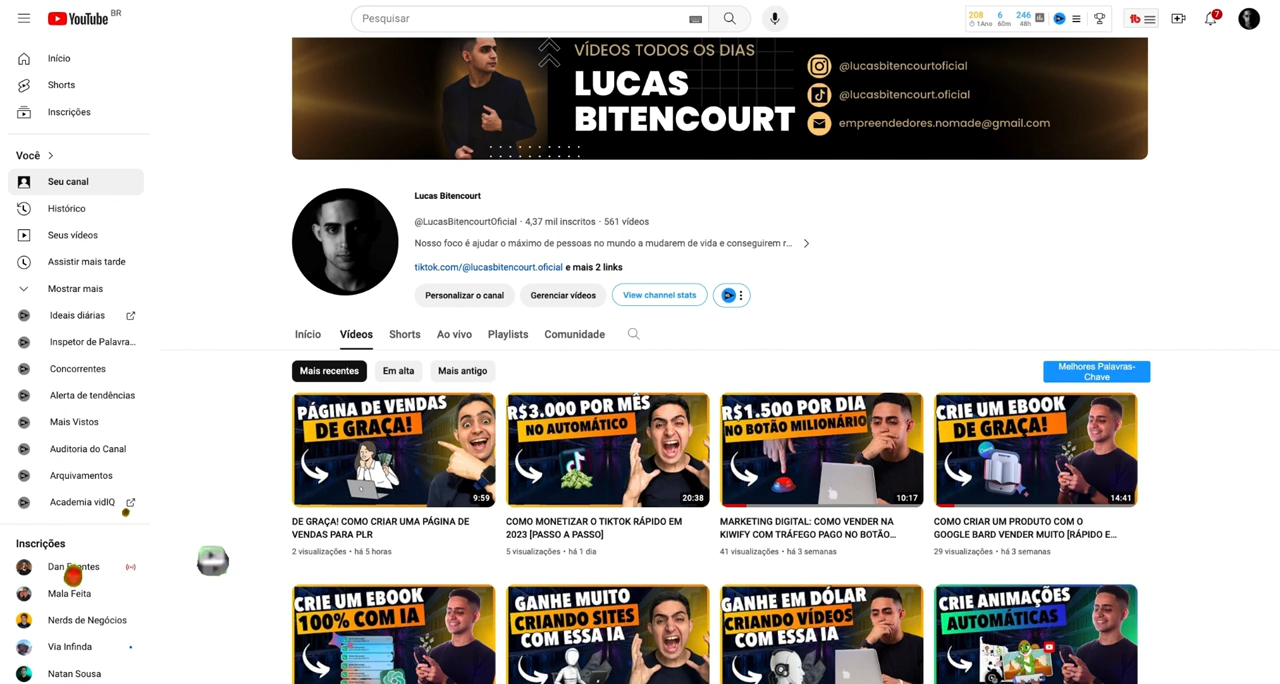 YouTube BR
Pesquisar
208 6 246
1Ano 60m 48h
tb
7
Início
Shorts
Inscrições
Você
Seu canal
Histórico
Seus vídeos
Assistir mais tarde
Mostrar mais
Ideais diárias
Inspetor de Palavra...
Concorrentes
Alerta de tendências
Mais Vistos
Auditoria do Canal
Arquivamentos
Academia vidIQ
Inscrições
Mala Feita
Nerds de Negócios
Via Infinda
Natan Sousa
VÍDEOS TODOS OS DIAS
LUCAS
BITENCOURT
@lucasbitencourtoficial
@lucasbitencourt.oficial
empreendedores.nomade@gmail.com
Lucas Bitencourt
@LucasBitencourtOficial · 4,37 mil inscritos · 561 vídeos
Nosso foco é ajudar o máximo de pessoas no mundo a mudarem de vida e conseguirem r...
tiktok.com/@lucasbitencourt.oficial e mais 2 links
Personalizar o canal Gerenciar vídeos View channel stats
Início Vídeos Shorts Ao vivo Playlists Comunidade
Mais recentes Em alta Mais antigo
Melhores Palavras-
Chave
PÁGINA DE VENDAS
DE GRAÇA!
9:59
DE GRAÇA! COMO CRIAR UMA PÁGINA DE
VENDAS PARA PLR
2 visualizações · há 5 horas
R$3.000 POR MÊS
NO AUTOMÁTICO
20:38
COMO MONETIZAR O TIKTOK RÁPIDO EM
2023 [PASSO A PASSO]
5 visualizações · há 1 dia
R$1.500 POR DIA
NO BOTÃO MILIONÁRIO
10:17
MARKETING DIGITAL: COMO VENDER NA
KIWIFY COM TRÁFEGO PAGO NO BOTÃO...
41 visualizações · há 3 semanas
CRIE UM EBOOK
DE GRAÇA!
14:41
COMO CRIAR UM PRODUTO COM O
GOOGLE BARD VENDER MUITO [RÁPIDO E...
29 visualizações · há 3 semanas
CRIE UM EBOOK
100% COM IA
GANHE MUITO
CRIANDO SITES
COM ESSA IA
GANHE EM DÓLAR
CRIANDO VÍDEOS
COM ESSA IA
CRIE ANIMAÇÕES
AUTOMÁTICAS